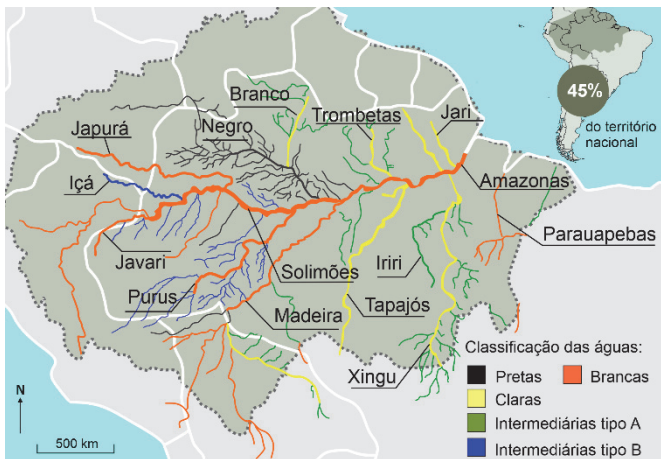 Branco
Trombetas
Jari
45%
do território
nacional
Japurá
Negro
Içá
Amazonas
Parauapebas
Javari
Solimões
Iriri
Purus
Madeira
Tapajós
Xingu
Classificação das águas:
Pretas
Brancas
Claras
Intermediárias tipo A
Intermediárias tipo B
N
500 km